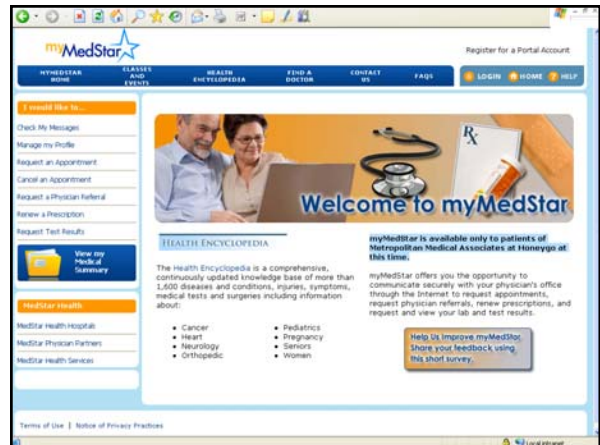 myMedStar
Register for a Portal Account
MYMEDSTAR HOME
CLASSES AND EVENTS
HEALTH ENCYCLOPEDIA
FIND A DOCTOR
CONTACT US
FAQS
LOGIN
HOME
HELP
I would like to...
Check My Messages
Manage my Profile
Request an Appointment
Cancel an Appointment
Request a Physician Referral
Renew a Prescription
Request Test Results
View my
Medical
Summary
MedStar Health
MedStar Health Hospitals
MedStar Physician Partners
MedStar Health Services
Rx
Welcome to myMedStar
HEALTH ENCYCLOPEDIA
The Health Encyclopedia is a comprehensive,
continuously updated knowledge base of more than
1,600 diseases and conditions, injuries, symptoms,
medical tests and surgeries including information
about:
• Cancer
• Heart
• Neurology
• Orthopedic
• Pediatrics
• Pregnancy
• Seniors
• Women
myMedStar is available only to patients of
Metropolitan Medical Associates at Honeygo at
this time.
myMedStar offers you the opportunity to
communicate securely with your physician's office
through the Internet to request appointments,
request physician referrals, renew prescriptions, and
request and view your lab and test results.
Help Us Improve myMedStar.
Share your feedback using
this short survey.
Terms of Use | Notice of Privacy Practices
Local intranet